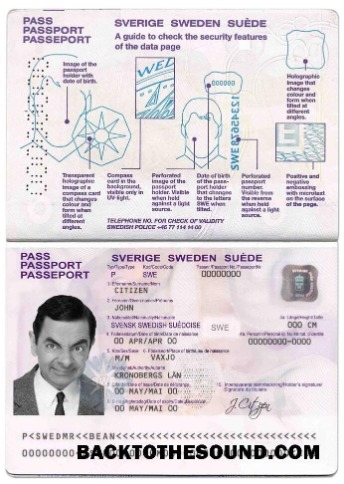 PASS
PASSPORT
PASSEPORT
SVERIGE SWEDEN SUÈDE
A guide to check the security features
of the data page
Image of the
passport
holder with
date of birth.
WED
000000
12345678 SWE
Holographic
image that
changes
colour and
form when
tilted at
different
angles.
Transparent
holographic
image of a
compass card
that changes
colour and
form when
tilted at
different
angles.
Compass
card in the
background,
visible only in
UV-light.
Perforated
image of the
passport
holder. Visible
when held
against a light
source.
Date of birth
of the pass-
port holder
that changes
to the letters
SWE when
tilted.
Perforated
passport
number.
Visible from
the reverse
when held
against a light
source.
Positive and
negative
embossing
with microtext
on the surface
of the page.
TELEPHONE NO. FOR CHECK OF VALIDITY
SWEDISH POLICE +46 77 114 14 00
PASS
PASSPORT
PASSEPORT
SVERIGE SWEDEN SUÈDE
P SWE 00000000
CITIZEN
JOHN
SVENSK SWEDISH SUÉDOISE SWE 000 CM
00 APR/APR 00 00000000-0000
M/M VAXJD
KRONOBERGS LÄN
00 MAY/MAI 00
00 MAY/MAI 00
J Citizen
P<SWEDMR<<BEAN<<<<<<<<<<<<<<<<<<<<<<<<<
BACKTOTHESOUND.COM